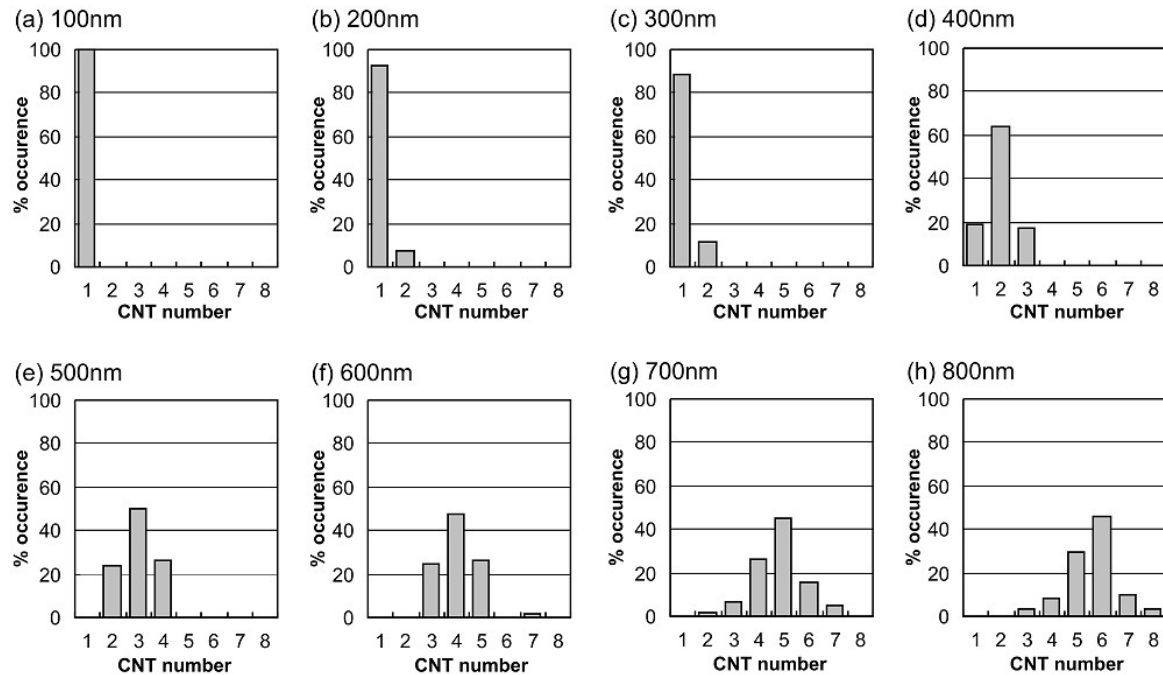 (a) 100nm
(b) 200nm
(c) 300nm
(d) 400nm
% occurence
100
80
60
40
20
0
1 2 3 4 5 6 7 8
CNT number
% occurence
100
80
60
40
20
0
1 2 3 4 5 6 7 8
CNT number
% occurence
100
80
60
40
20
0
1 2 3 4 5 6 7 8
CNT number
% occurence
100
80
60
40
20
0
1 2 3 4 5 6 7 8
CNT number
(e) 500nm
(f) 600nm
(g) 700nm
(h) 800nm
% occurence
100
80
60
40
20
0
1 2 3 4 5 6 7 8
CNT number
% occurence
100
80
60
40
20
0
1 2 3 4 5 6 7 8
CNT number
% occurence
100
80
60
40
20
0
1 2 3 4 5 6 7 8
CNT number
% occurence
100
80
60
40
20
0
1 2 3 4 5 6 7 8
CNT number